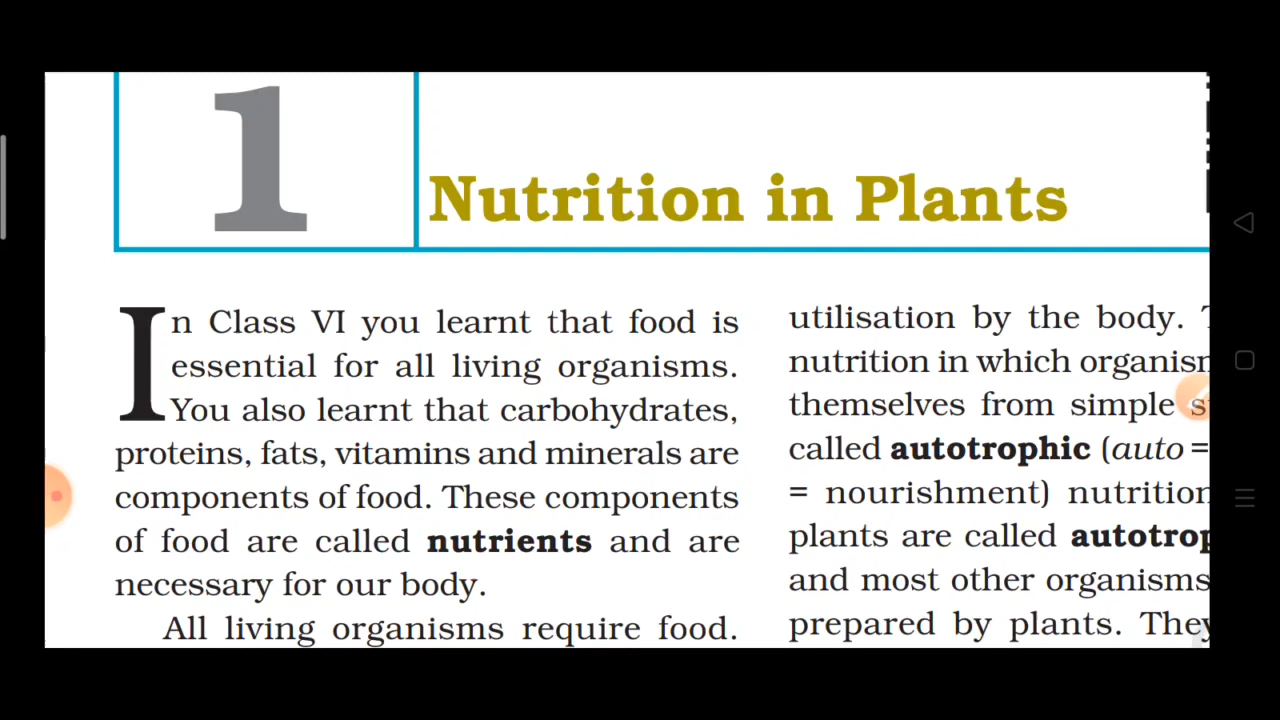 1
Nutrition in Plants
In Class VI you learnt that food is
essential for all living organisms.
You also learnt that carbohydrates,
proteins, fats, vitamins and minerals are
components of food. These components
of food are called nutrients and are
necessary for our body.
All living organisms require food.
utilisation by the body.
nutrition in which
themselves from simple
called autotrophic (auto =
= nourishment) nutrition
plants are called
and most other organisms
prepared by plants. They